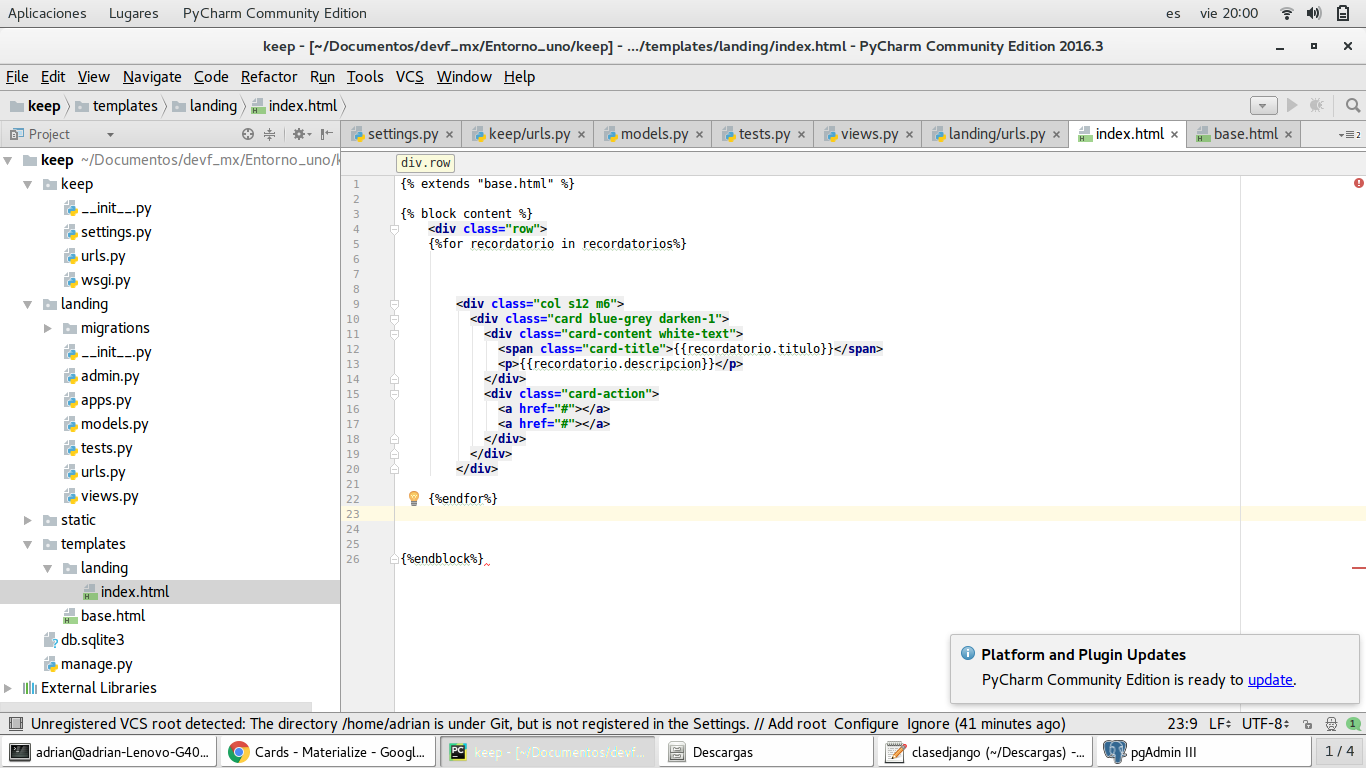 Aplicaciones Lugares PyCharm Community Edition es vie 20:00
keep - [~/Documentos/devf_mx/Entorno_uno/keep] - .../templates/landing/index.html - PyCharm Community Edition 2016.3
File Edit View Navigate Code Refactor Run Tools VCS Window Help
keep templates landing index.html
Project
settings.py keep/urls.py models.py tests.py views.py landing/urls.py index.html base.html 2
keep ~/Documentos/devf_mx/Entorno_uno/k
keep
__init__.py
settings.py
urls.py
wsgi.py
landing
migrations
__init__.py
admin.py
apps.py
models.py
tests.py
urls.py
views.py
static
templates
landing
index.html
base.html
db.sqlite3
manage.py
External Libraries
div.row
1 {% extends "base.html" %}
2
3 {% block content %}
4 <div class="row">
5 {%for recordatorio in recordatorios%}
6
7
8
9 <div class="col s12 m6">
10 <div class="card blue-grey darken-1">
11 <div class="card-content white-text">
12 <span class="card-title">{{recordatorio.titulo}}</span>
13 <p>{{recordatorio.descripcion}}</p>
14 </div>
15 <div class="card-action">
16 <a href="#"></a>
17 <a href="#"></a>
18 </div>
19 </div>
20 </div>
21
22 {%endfor%}
23
24
25
26 {%endblock%}
Platform and Plugin Updates
PyCharm Community Edition is ready to update.
Unregistered VCS root detected: The directory /home/adrian is under Git, but is not registered in the Settings. // Add root Configure Ignore (41 minutes ago) 23:9 LF UTF-8 1
adrian@adrian-Lenovo-G40... Cards - Materialize - Googl... keep - [~/Documentos/devf... Descargas clasedjango (~/Descargas) -... pgAdmin III 1 / 4